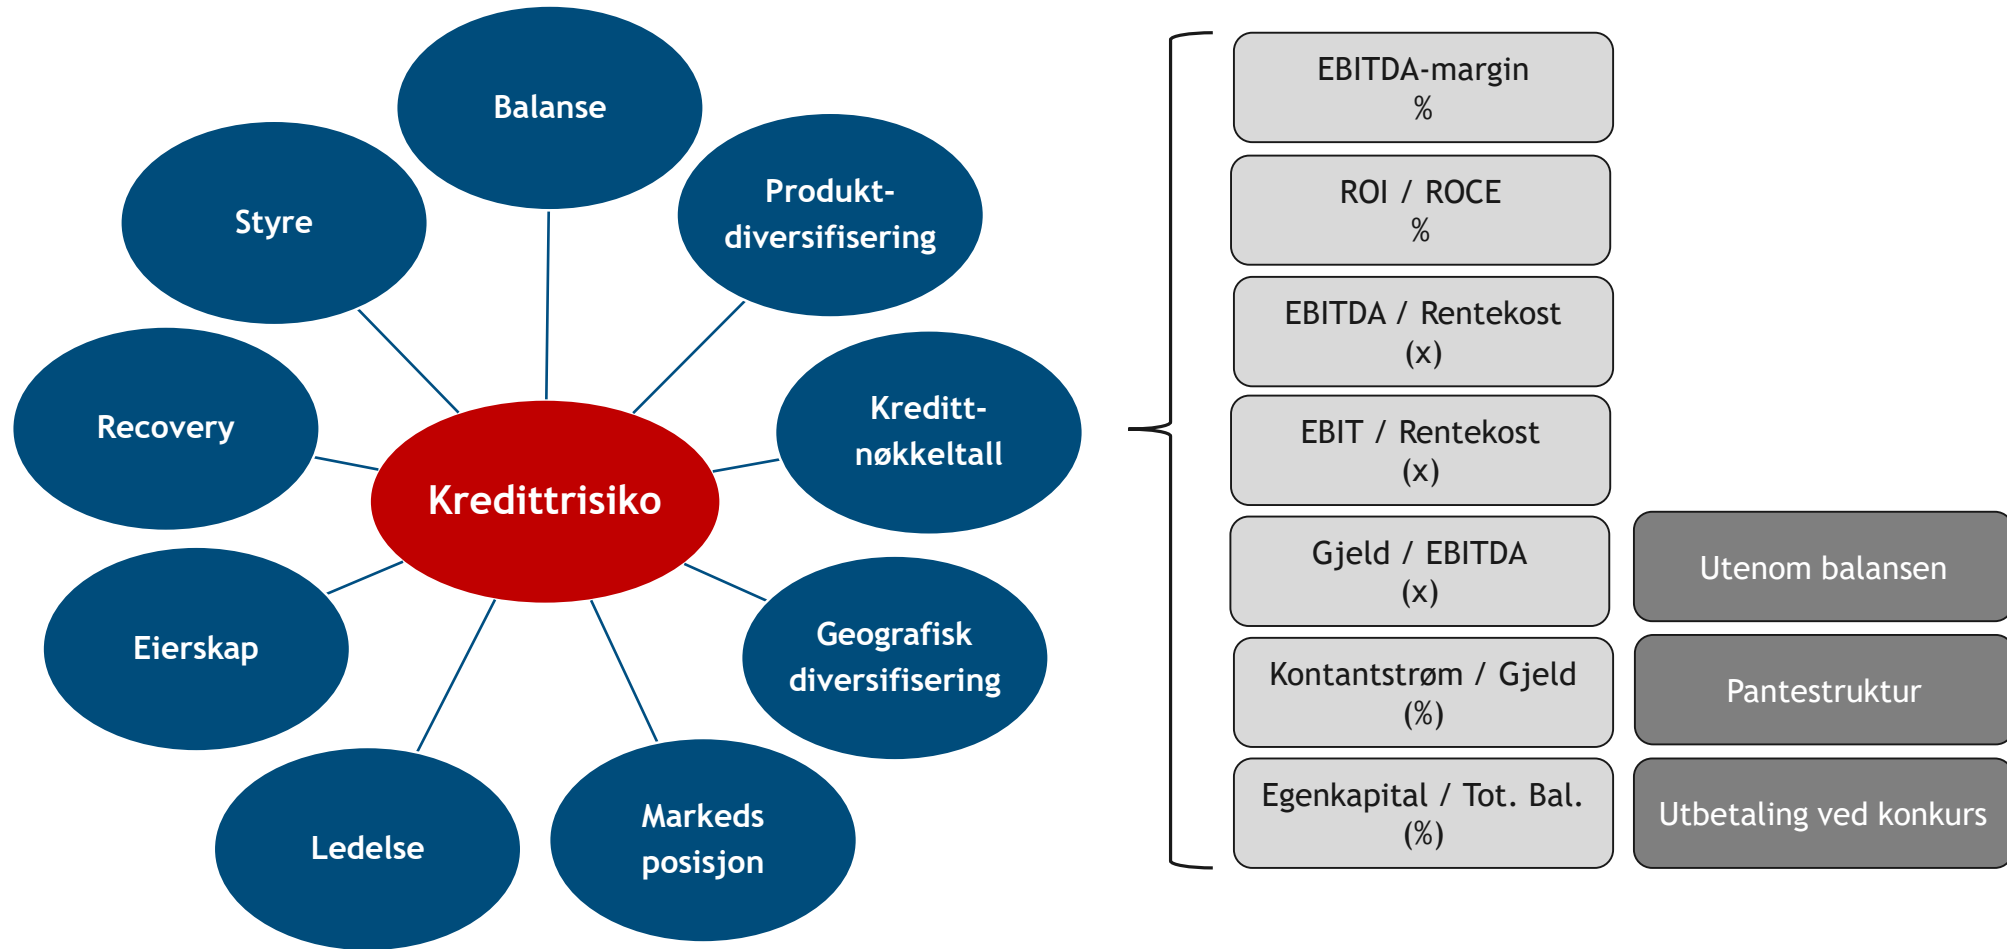 Balanse
Produkt-
diversifisering
Styre
Kreditt-
nøkkeltall
Recovery
Kredittrisiko
Geografisk
diversifisering
Eierskap
Markeds
posisjon
Ledelse
EBITDA-margin
%
ROI / ROCE
%
EBITDA / Rentekost
(x)
EBIT / Rentekost
(x)
Gjeld / EBITDA
(x)
Utenom balansen
Kontantstrøm / Gjeld
(%)
Pantestruktur
Egenkapital / Tot. Bal.
(%)
Utbetaling ved konkurs